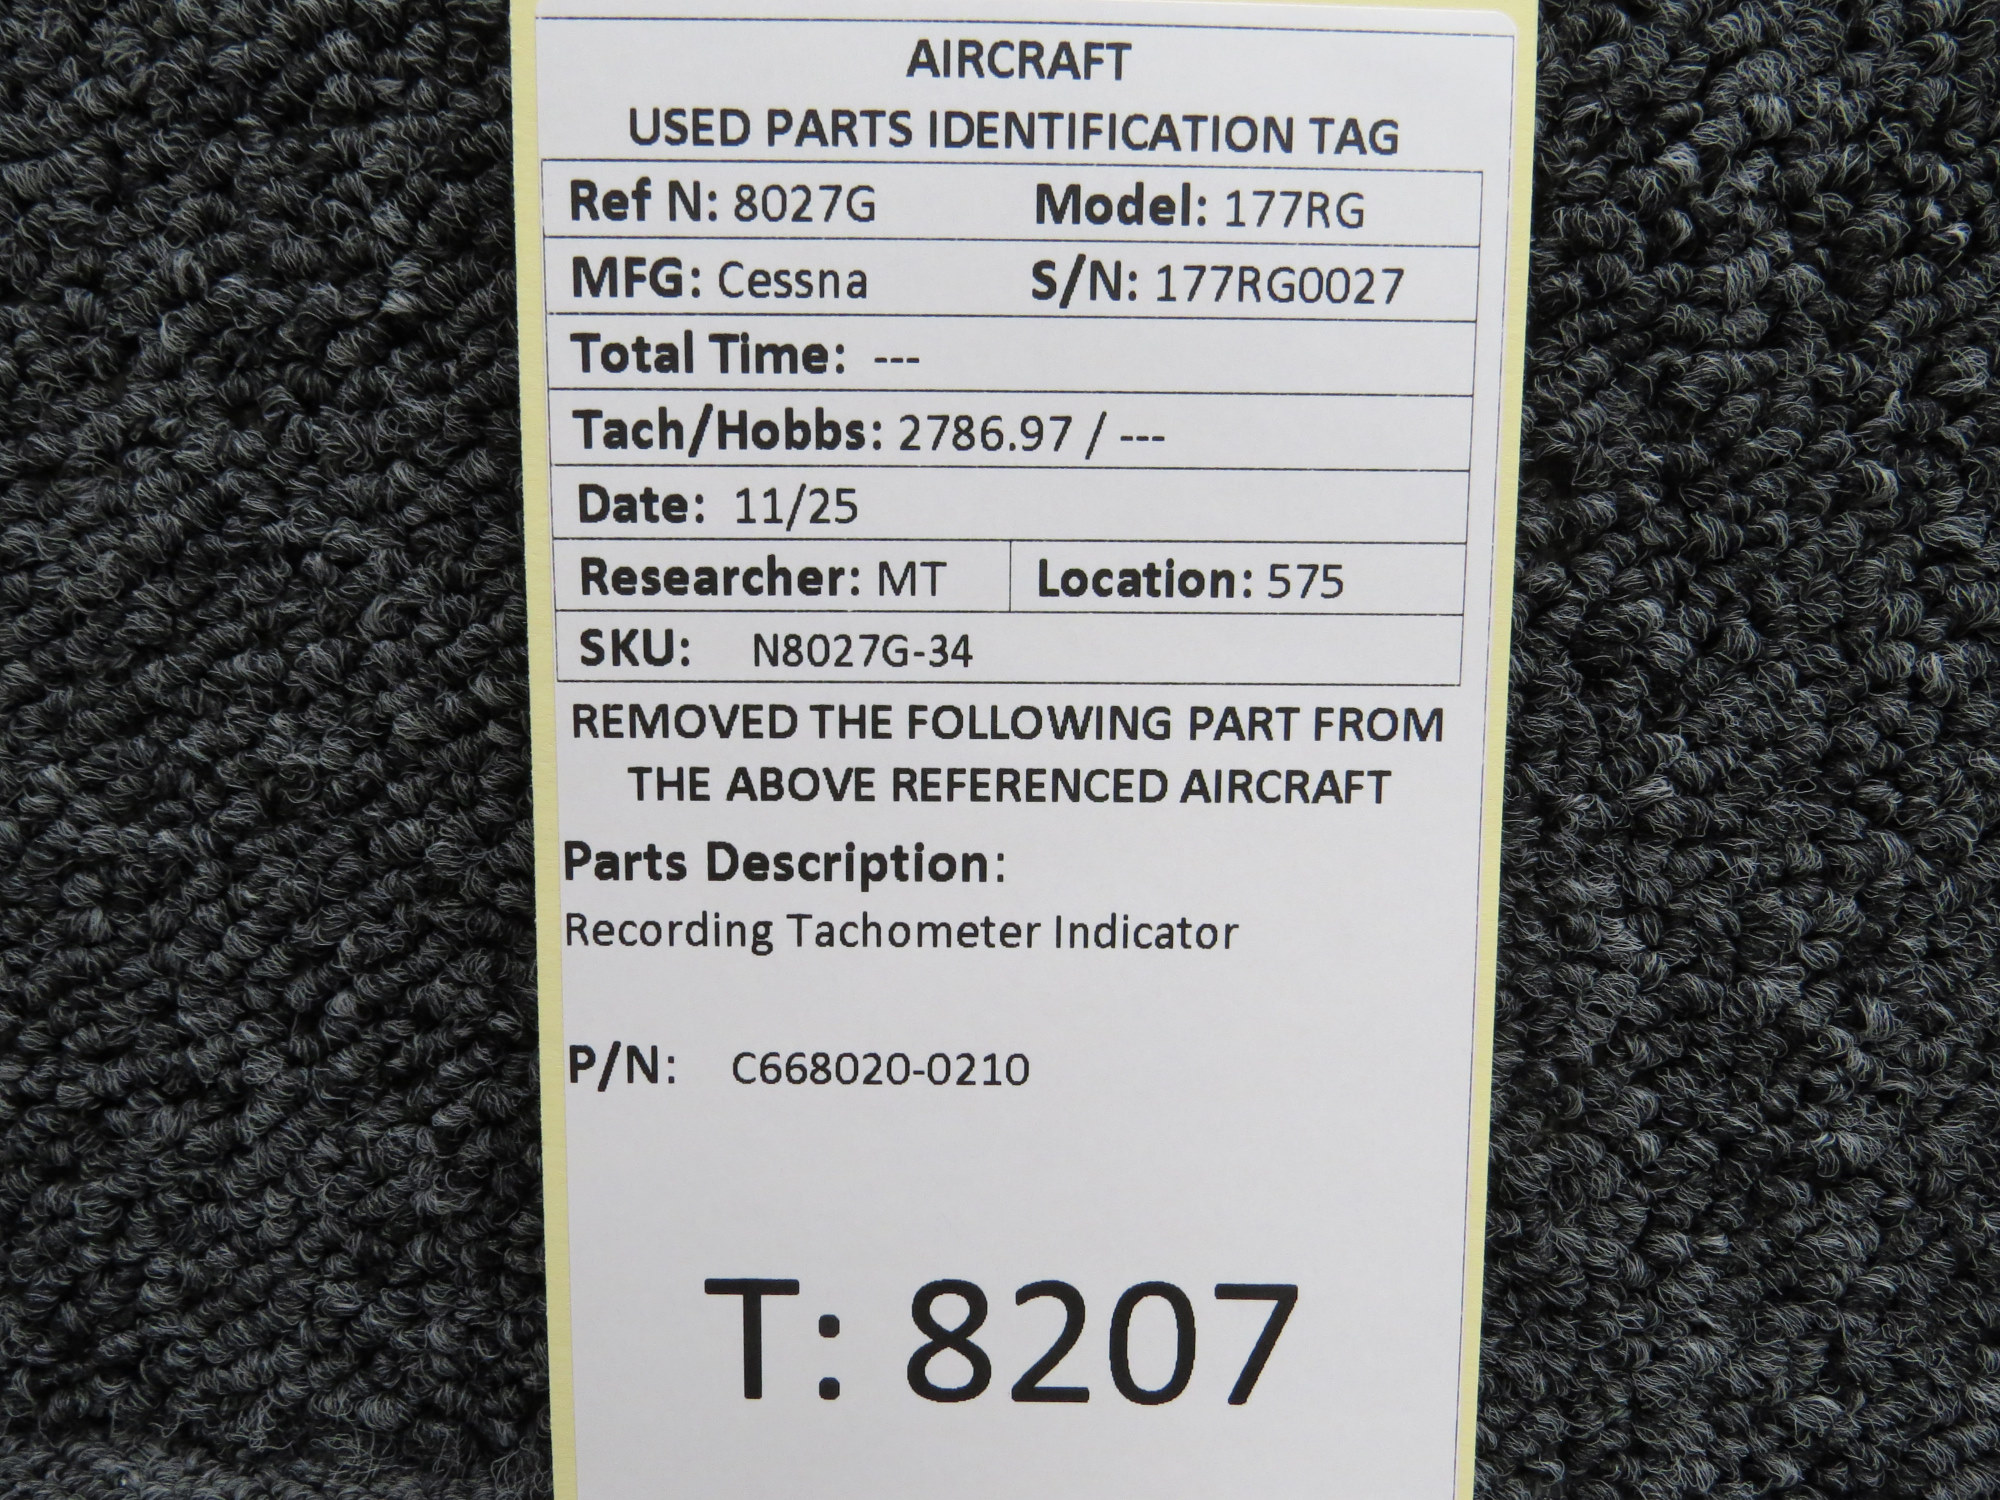 AIRCRAFT
USED PARTS IDENTIFICATION TAG
Ref N: 8027G Model: 177RG
MFG: Cessna S/N: 177RG0027
Total Time: ---
Tach/Hobbs: 2786.97 / ---
Date: 11/25
Researcher: MT Location: 575
SKU: N8027G-34
REMOVED THE FOLLOWING PART FROM
THE ABOVE REFERENCED AIRCRAFT
Parts Description:
Recording Tachometer Indicator
P/N: C668020-0210
T: 8207